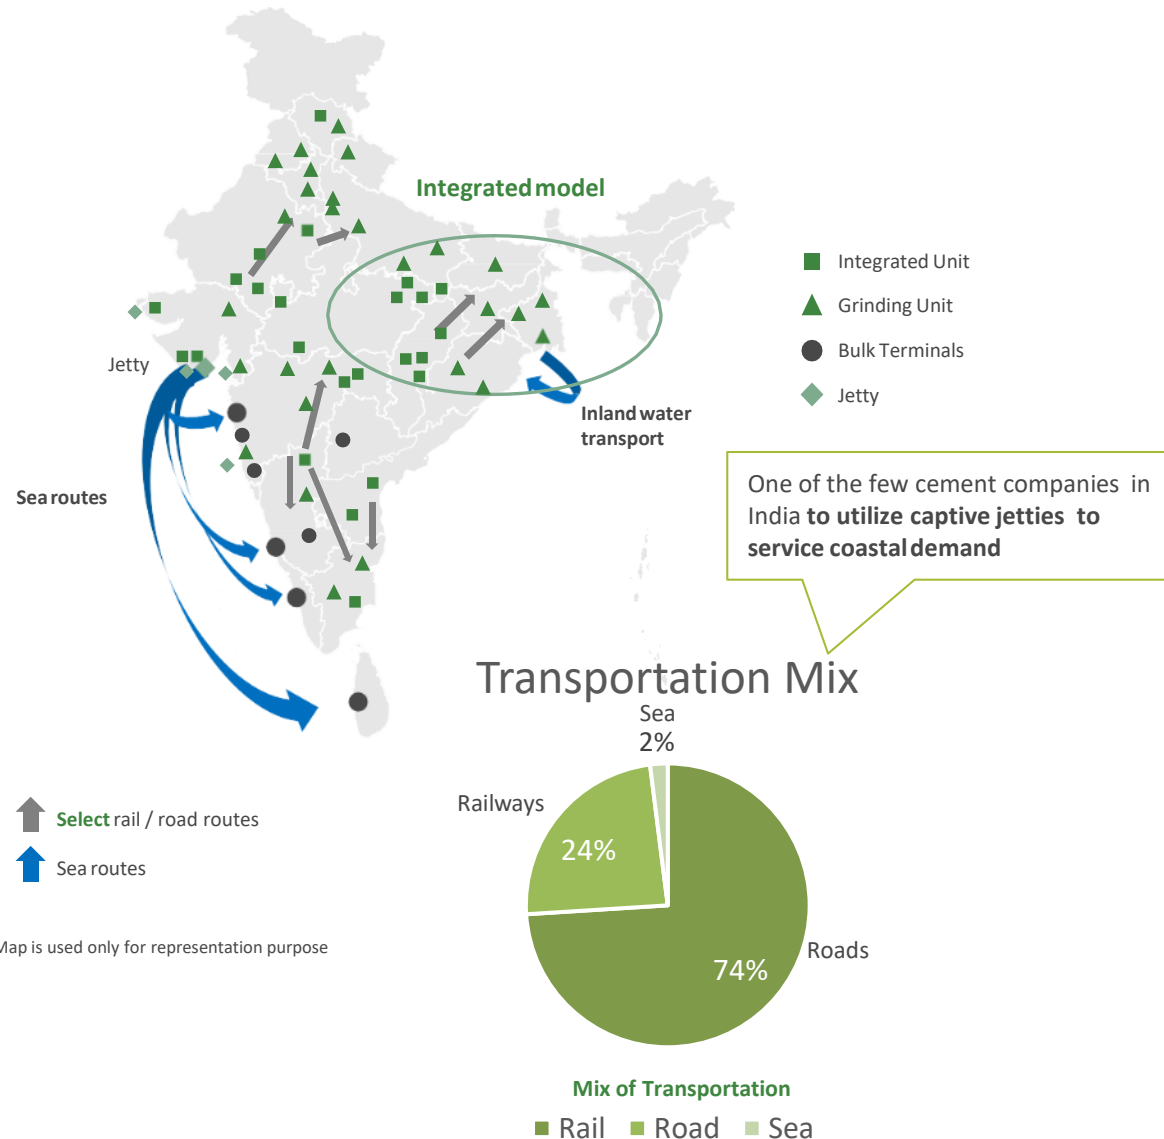 Integrated model
Integrated Unit
Grinding Unit
Bulk Terminals
Jetty
Jetty
Inland water
transport
Sea routes
One of the few cement companies in
India to utilize captive jetties to
service coastal demand
Transportation Mix
Sea
2%
Railways
24%
74%
Roads
Select rail / road routes
Sea routes
Map is used only for representation purpose
Mix of Transportation
Rail Road Sea